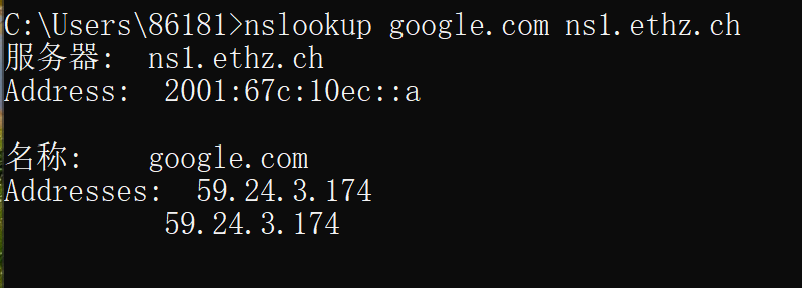 C:\Users\86181>nslookup google.com ns1.ethz.ch
服务器:  ns1.ethz.ch
Address:  2001:67c:10ec::a
名称:    google.com
Addresses:  59.24.3.174
59.24.3.174